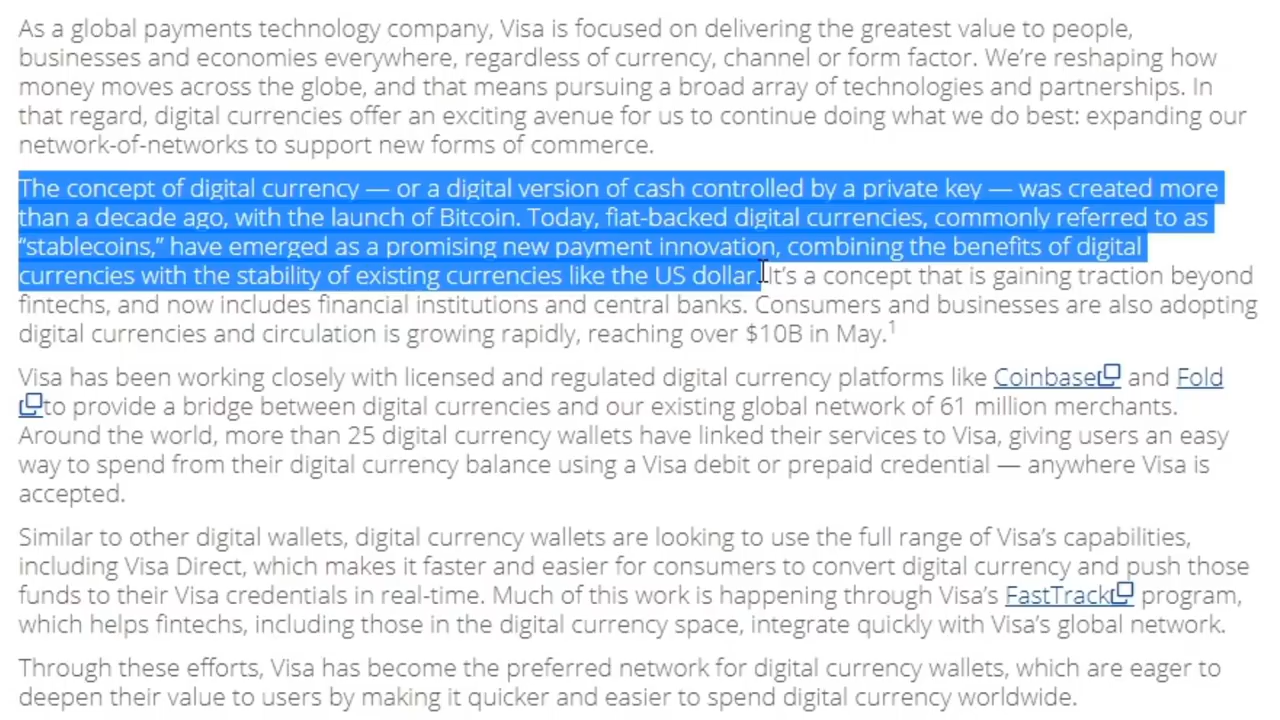 As a global payments technology company, Visa is focused on delivering the greatest value to people,
businesses and economies everywhere, regardless of currency, channel or form factor. We’re reshaping how
money moves across the globe, and that means pursuing a broad array of technologies and partnerships. In
that regard, digital currencies offer an exciting avenue for us to continue doing what we do best: expanding our
network-of-networks to support new forms of commerce.
The concept of digital currency — or a digital version of cash controlled by a private key — was created more
than a decade ago, with the launch of Bitcoin. Today, fiat-backed digital currencies, commonly referred to as
“stablecoins,” have emerged as a promising new payment innovation, combining the benefits of digital
currencies with the stability of existing currencies like the US dollar. It’s a concept that is gaining traction beyond
fintechs, and now includes financial institutions and central banks. Consumers and businesses are also adopting
digital currencies and circulation is growing rapidly, reaching over $10B in May.1
Visa has been working closely with licensed and regulated digital currency platforms like Coinbase and Fold
to provide a bridge between digital currencies and our existing global network of 61 million merchants.
Around the world, more than 25 digital currency wallets have linked their services to Visa, giving users an easy
way to spend from their digital currency balance using a Visa debit or prepaid credential — anywhere Visa is
accepted.
Similar to other digital wallets, digital currency wallets are looking to use the full range of Visa’s capabilities,
including Visa Direct, which makes it faster and easier for consumers to convert digital currency and push those
funds to their Visa credentials in real-time. Much of this work is happening through Visa’s FastTrack program,
which helps fintechs, including those in the digital currency space, integrate quickly with Visa’s global network.
Through these efforts, Visa has become the preferred network for digital currency wallets, which are eager to
deepen their value to users by making it quicker and easier to spend digital currency worldwide.